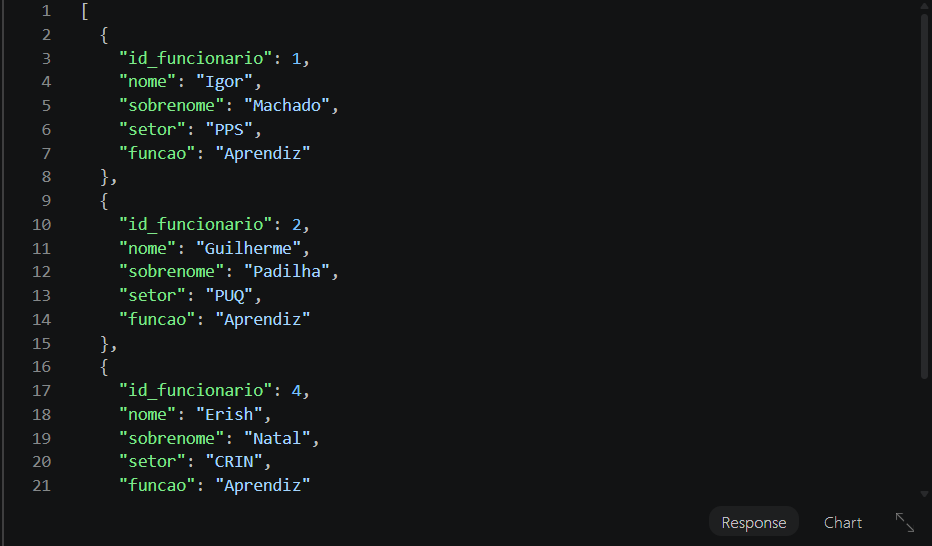 1 [
2 {
3 "id_funcionario": 1,
4 "nome": "Igor",
5 "sobrenome": "Machado",
6 "setor": "PPS",
7 "funcao": "Aprendiz"
8 },
9 {
10 "id_funcionario": 2,
11 "nome": "Guilherme",
12 "sobrenome": "Padilha",
13 "setor": "PUQ",
14 "funcao": "Aprendiz"
15 },
16 {
17 "id_funcionario": 4,
18 "nome": "Erish",
19 "sobrenome": "Natal",
20 "setor": "CRIN",
21 "funcao": "Aprendiz"
Response Chart